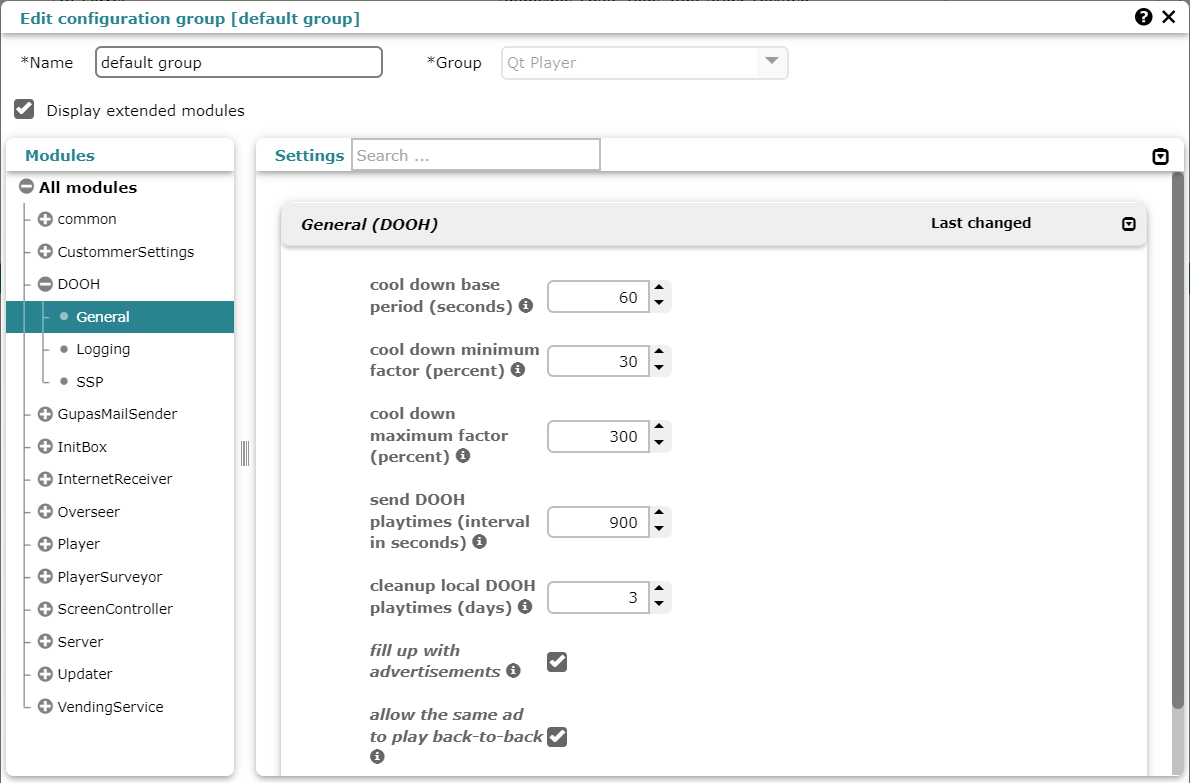 Edit configuration group [default group]
*Name default group *Group Qt Player
Display extended modules
Modules
All modules
common
CustommerSettings
DOOH
General
Logging
SSP
GupasMailSender
InitBox
InternetReceiver
Overseer
Player
PlayerSurveyor
ScreenController
Server
Updater
VendingService
Settings Search ...
General (DOOH) Last changed
cool down base
period (seconds) 60
cool down minimum
factor (percent) 30
cool down
maximum factor 300
(percent)
send DOOH
playtimes (interval 900
in seconds)
cleanup local DOOH
playtimes (days) 3
fill up with
advertisements
allow the same ad
to play back-to-back